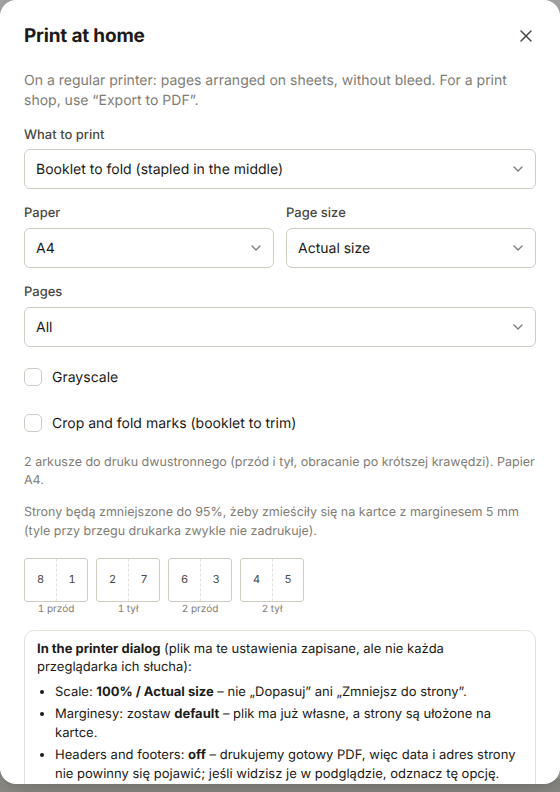 Print at home
On a regular printer: pages arranged on sheets, without bleed. For a print
shop, use “Export to PDF”.
What to print
Booklet to fold (stapled in the middle)
Paper
Page size
A4
Actual size
Pages
All
Grayscale
Crop and fold marks (booklet to trim)
2 arkusze do druku dwustronnego (przód i tył, obracanie po krótszej krawędzi). Papier
A4.
Strony będą zmniejszone do 95%, żeby zmieściły się na kartce z marginesem 5 mm
(tyle przy brzegu drukarka zwykle nie zadrukuje).
8 1 2 7 6 3 4 5
1 przód 1 tył 2 przód 2 tył
In the printer dialog (plik ma te ustawienia zapisane, ale nie każda
przeglądarka ich słucha):
• Scale: 100% / Actual size – nie „Dopasuj” ani „Zmniejsz do strony”.
• Marginesy: zostaw default – plik ma już własne, a strony są ułożone na
kartce.
• Headers and footers: off – drukujemy gotowy PDF, więc data i adres strony
nie powinny się pojawić; jeśli widzisz je w podglądzie, odznacz tę opcję.